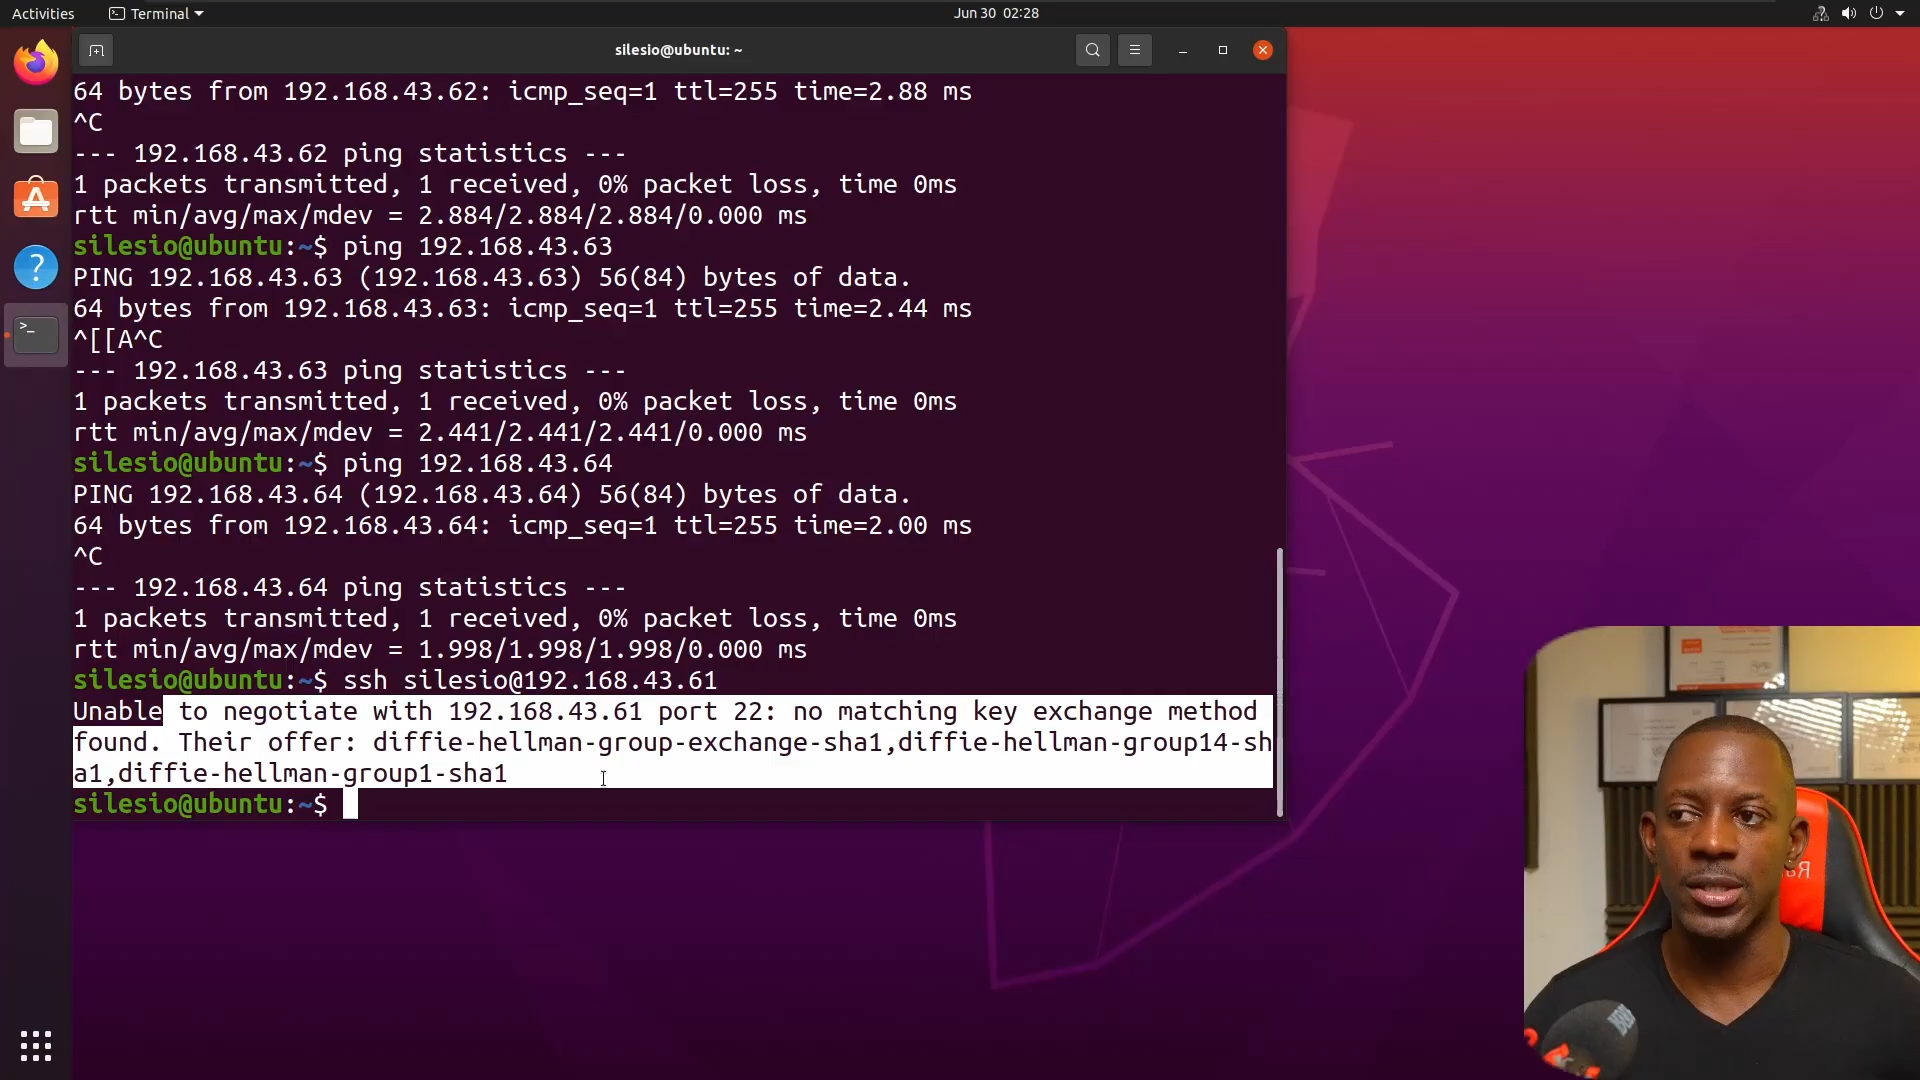 Activities
Terminal
Jun 30 02:28
silesio@ubuntu: ~
64 bytes from 192.168.43.62: icmp_seq=1 ttl=255 time=2.88 ms
^C
--- 192.168.43.62 ping statistics ---
1 packets transmitted, 1 received, 0% packet loss, time 0ms
rtt min/avg/max/mdev = 2.884/2.884/2.884/0.000 ms
silesio@ubuntu:~$ ping 192.168.43.63
PING 192.168.43.63 (192.168.43.63) 56(84) bytes of data.
64 bytes from 192.168.43.63: icmp_seq=1 ttl=255 time=2.44 ms
^[[A^C
--- 192.168.43.63 ping statistics ---
1 packets transmitted, 1 received, 0% packet loss, time 0ms
rtt min/avg/max/mdev = 2.441/2.441/2.441/0.000 ms
silesio@ubuntu:~$ ping 192.168.43.64
PING 192.168.43.64 (192.168.43.64) 56(84) bytes of data.
64 bytes from 192.168.43.64: icmp_seq=1 ttl=255 time=2.00 ms
^C
--- 192.168.43.64 ping statistics ---
1 packets transmitted, 1 received, 0% packet loss, time 0ms
rtt min/avg/max/mdev = 1.998/1.998/1.998/0.000 ms
silesio@ubuntu:~$ ssh silesio@192.168.43.61
Unable to negotiate with 192.168.43.61 port 22: no matching key exchange method
found. Their offer: diffie-hellman-group-exchange-sha1,diffie-hellman-group14-sh
a1,diffie-hellman-group1-sha1
silesio@ubuntu:~$